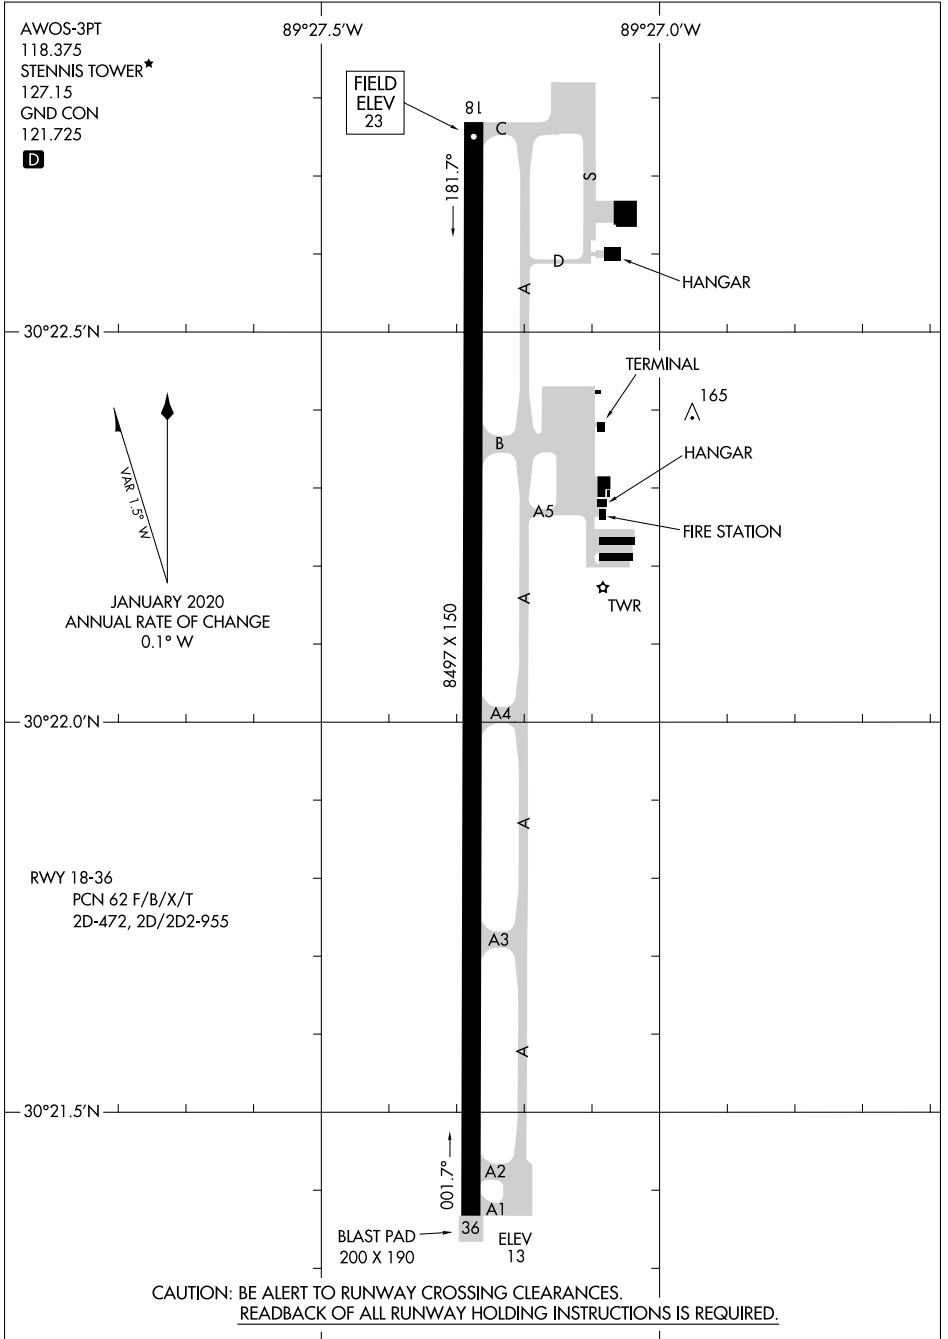 AWOS-3PT
118.375
STENNIS TOWER★
127.15
GND CON
121.725
D
89°27.5'W
89°27.0'W
FIELD
ELEV
23
18
C
181.7°
S
D
HANGAR
A
30°22.5'N
TERMINAL
165
B
HANGAR
VAR 1.5° W
A5
FIRE STATION
A
TWR
JANUARY 2020
ANNUAL RATE OF CHANGE
0.1° W
8497 X 150
A4
30°22.0'N
A
RWY 18-36
PCN 62 F/B/X/T
2D-472, 2D/2D2-955
A3
A
30°21.5'N
001.7°
A2
A1
36
BLAST PAD
200 X 190
ELEV
13
CAUTION: BE ALERT TO RUNWAY CROSSING CLEARANCES.
READBACK OF ALL RUNWAY HOLDING INSTRUCTIONS IS REQUIRED.